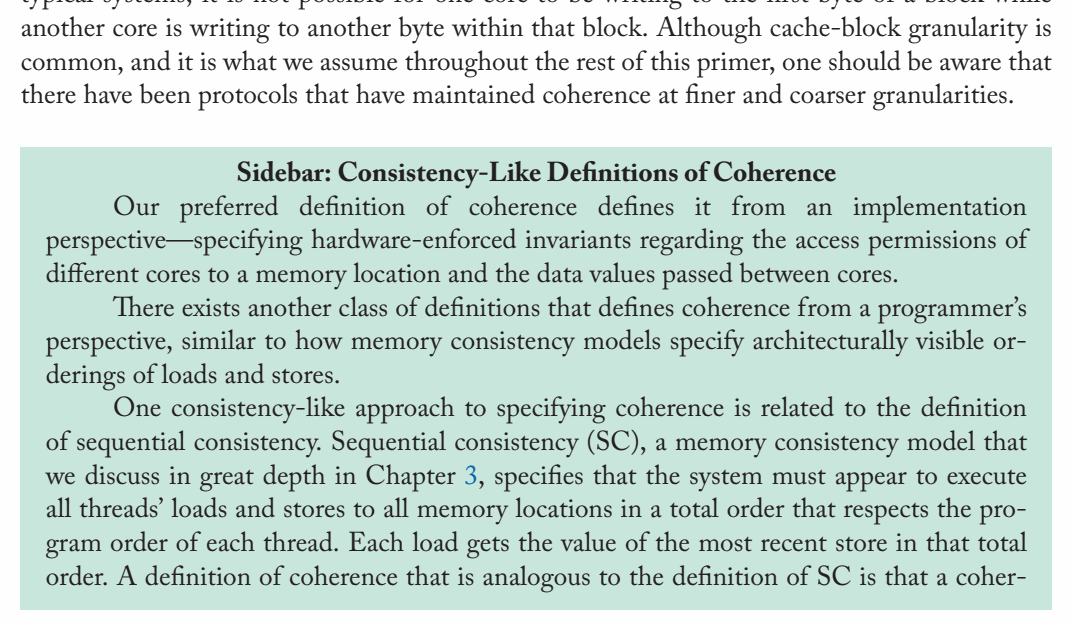 typical systems, it is not possible for one core to be writing to the first byte of a block while
another core is writing to another byte within that block. Although cache-block granularity is
common, and it is what we assume throughout the rest of this primer, one should be aware that
there have been protocols that have maintained coherence at finer and coarser granularities.
Sidebar: Consistency-Like Definitions of Coherence
Our preferred definition of coherence defines it from an implementation
perspective—specifying hardware-enforced invariants regarding the access permissions of
different cores to a memory location and the data values passed between cores.
There exists another class of definitions that defines coherence from a programmer’s
perspective, similar to how memory consistency models specify architecturally visible or-
derings of loads and stores.
One consistency-like approach to specifying coherence is related to the definition
of sequential consistency. Sequential consistency (SC), a memory consistency model that
we discuss in great depth in Chapter 3, specifies that the system must appear to execute
all threads’ loads and stores to all memory locations in a total order that respects the pro-
gram order of each thread. Each load gets the value of the most recent store in that total
order. A definition of coherence that is analogous to the definition of SC is that a coher-